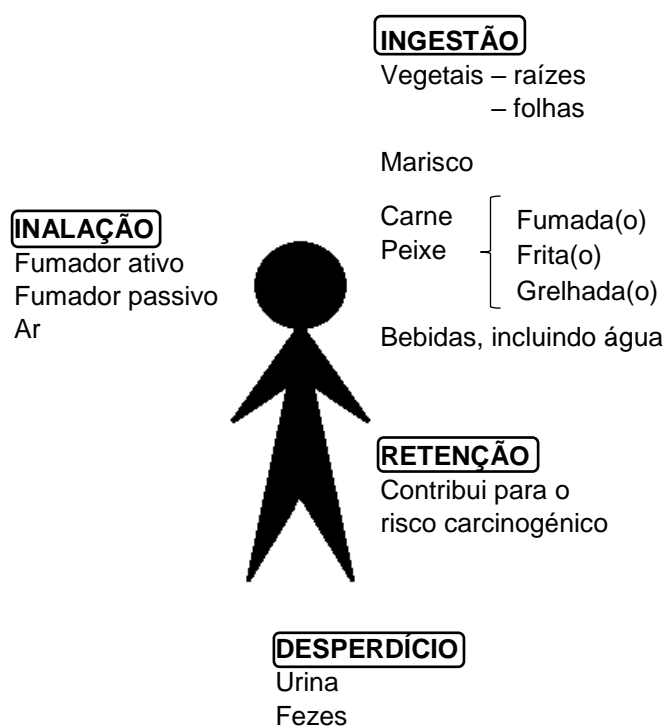 INGESTÃO
Vegetais – raízes
– folhas
Marisco
Carne
Peixe
Fumada(o)
Frita(o)
Grelhada(o)
Bebidas, incluindo água
INALAÇÃO
Fumador ativo
Fumador passivo
Ar
RETENÇÃO
Contribui para o
risco carcinogénico
DESPERDÍCIO
Urina
Fezes